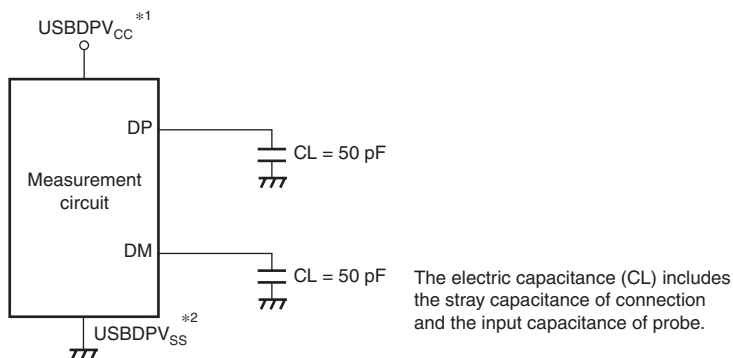 USBDPVCC *1
DP
CL = 50 pF
Measurement
circuit
DM
CL = 50 pF
The electric capacitance (CL) includes
the stray capacitance of connection
and the input capacitance of probe.
USBDPVSS *2